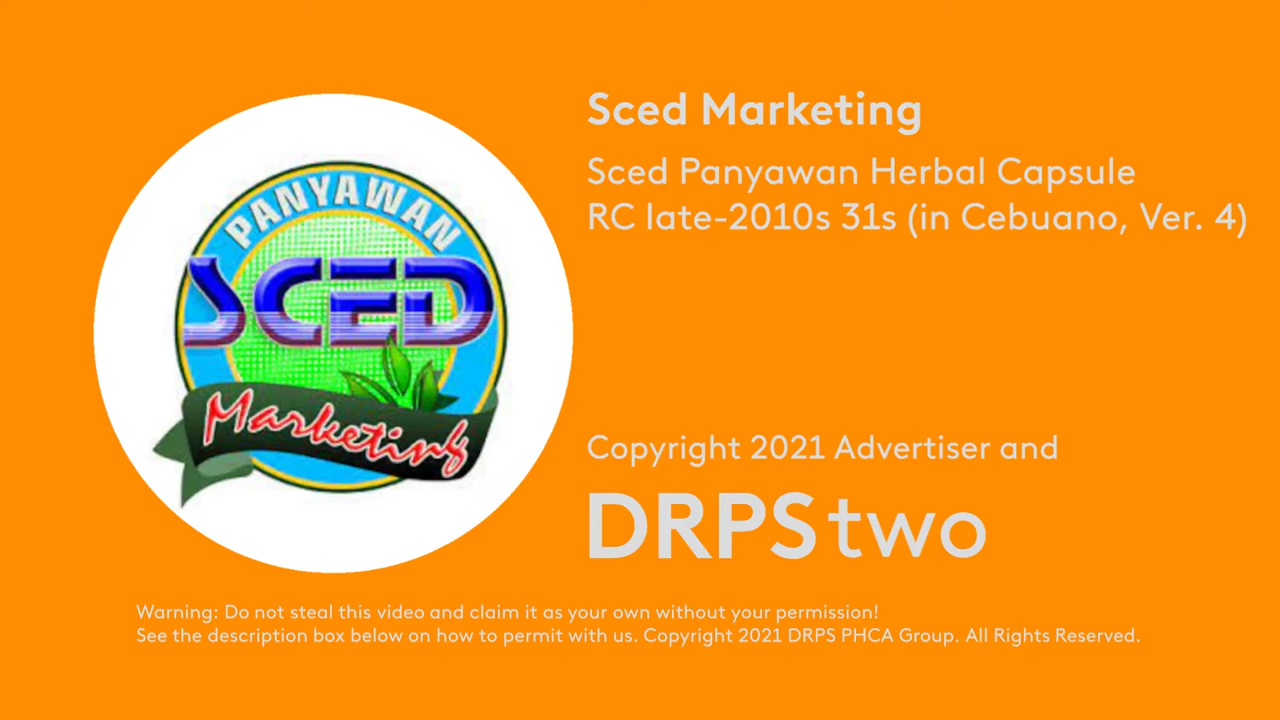 PANYAWAN
SCED
Marketing
Sced Marketing
Sced Panyawan Herbal Capsule
RC late-2010s 31s (in Cebuano, Ver. 4)
Copyright 2021 Advertiser and
DRPS two
Warning: Do not steal this video and claim it as your own without your permission!
See the description box below on how to permit with us. Copyright 2021 DRPS PHCA Group. All Rights Reserved.